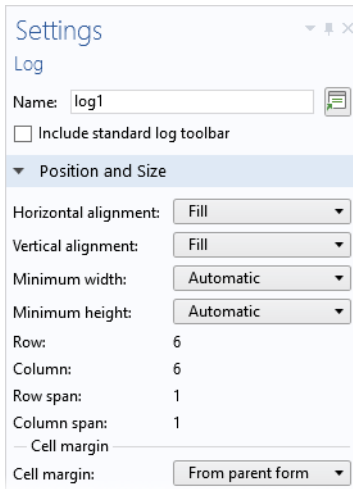 Settings
Log
Name: log1
Include standard log toolbar
Position and Size
Horizontal alignment: Fill
Vertical alignment: Fill
Minimum width: Automatic
Minimum height: Automatic
Row: 6
Column: 6
Row span: 1
Column span: 1
Cell margin
Cell margin: From parent form